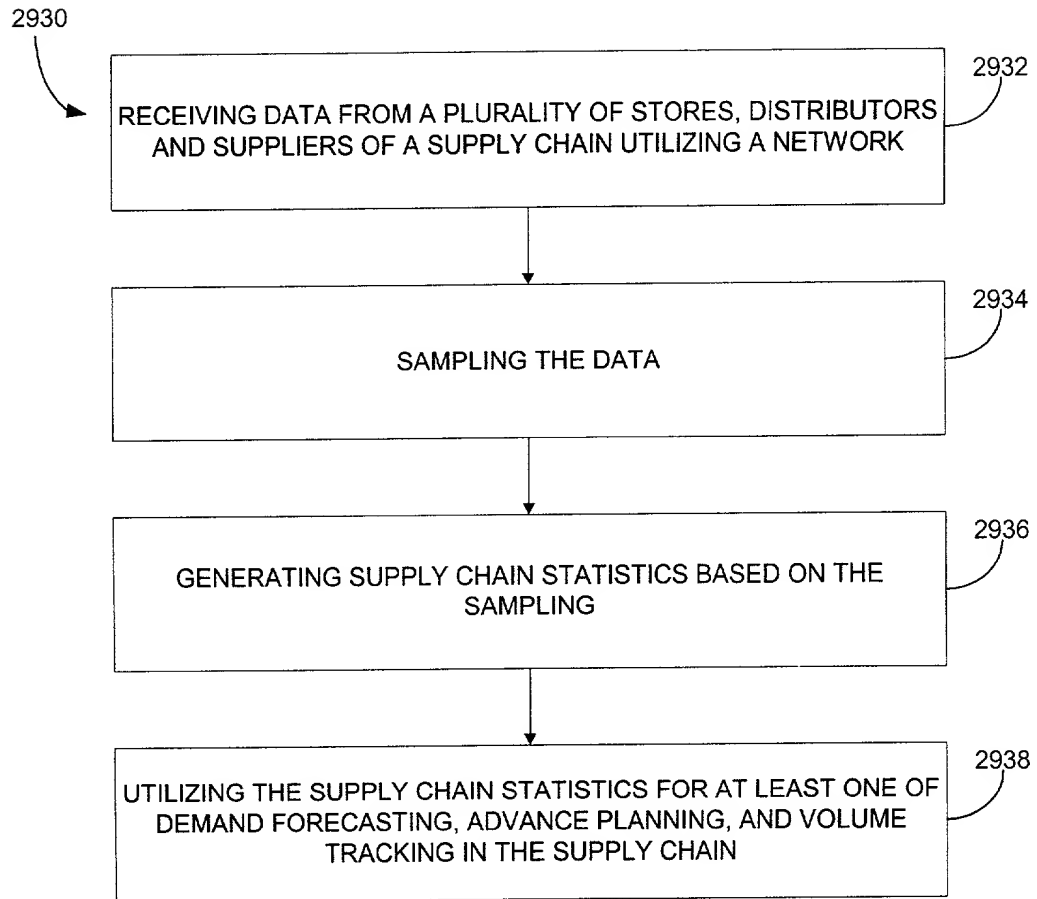 2930
2932
RECEIVING DATA FROM A PLURALITY OF STORES, DISTRIBUTORS
AND SUPPLIERS OF A SUPPLY CHAIN UTILIZING A NETWORK
2934
SAMPLING THE DATA
2936
GENERATING SUPPLY CHAIN STATISTICS BASED ON THE
SAMPLING
2938
UTILIZING THE SUPPLY CHAIN STATISTICS FOR AT LEAST ONE OF
DEMAND FORECASTING, ADVANCE PLANNING, AND VOLUME
TRACKING IN THE SUPPLY CHAIN